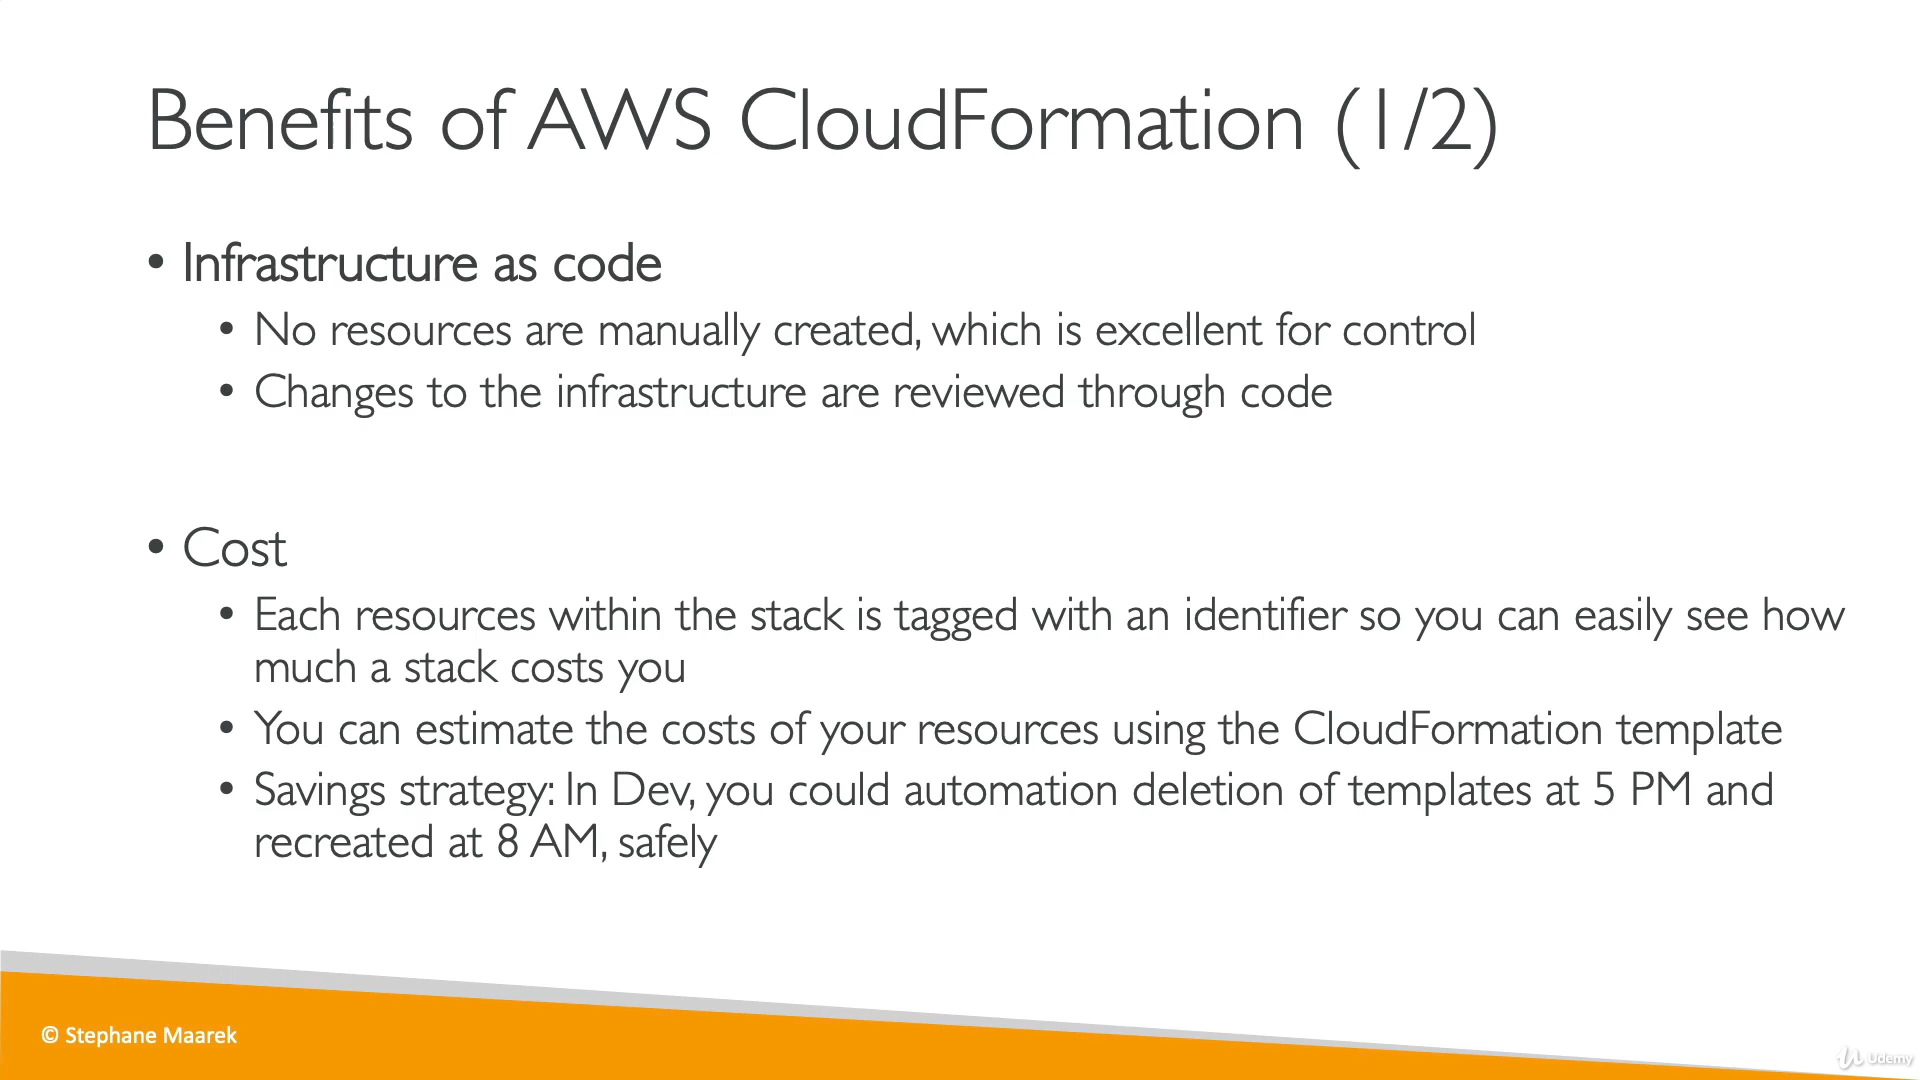 Benefits of AWS CloudFormation (1/2)
• Infrastructure as code
• No resources are manually created, which is excellent for control
• Changes to the infrastructure are reviewed through code
• Cost
• Each resources within the stack is tagged with an identifier so you can easily see how
much a stack costs you
• You can estimate the costs of your resources using the CloudFormation template
• Savings strategy: In Dev, you could automation deletion of templates at 5 PM and
recreated at 8 AM, safely
© Stephane Maarek
Udemy